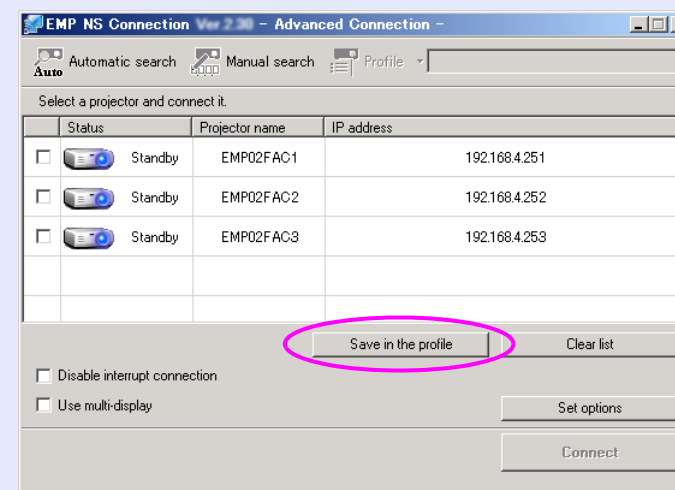 EMP NS Connection Ver.2.30 - Advanced Connection -
Auto Automatic search Manual search Profile
Select a projector and connect it.
Status Projector name IP address
Standby EMP02FAC1 192.168.4.251
Standby EMP02FAC2 192.168.4.252
Standby EMP02FAC3 192.168.4.253
Save in the profile Clear list
Disable interrupt connection
Use multi-display Set options
Connect